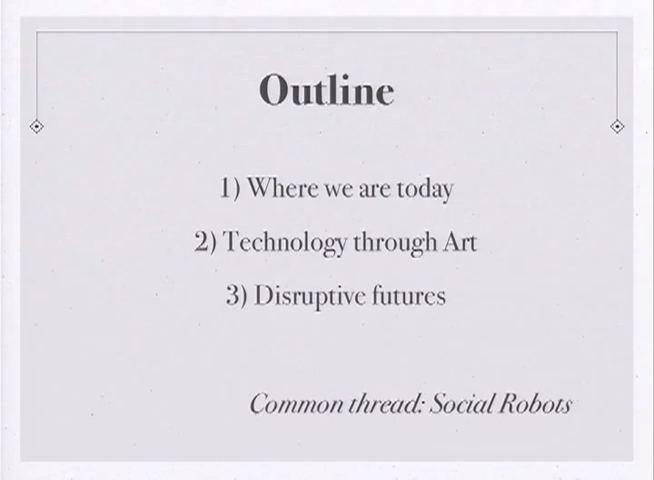 Outline
1) Where we are today
2) Technology through Art
3) Disruptive futures
Common thread: Social Robots